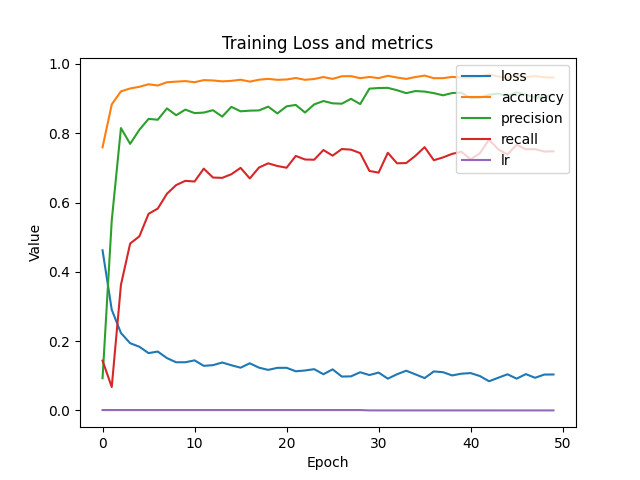 Training Loss and metrics
1.0
0.8
0.6
0.4
0.2
0.0
Value
loss
accuracy
precision
recall
lr
0 10 20 30 40 50
Epoch